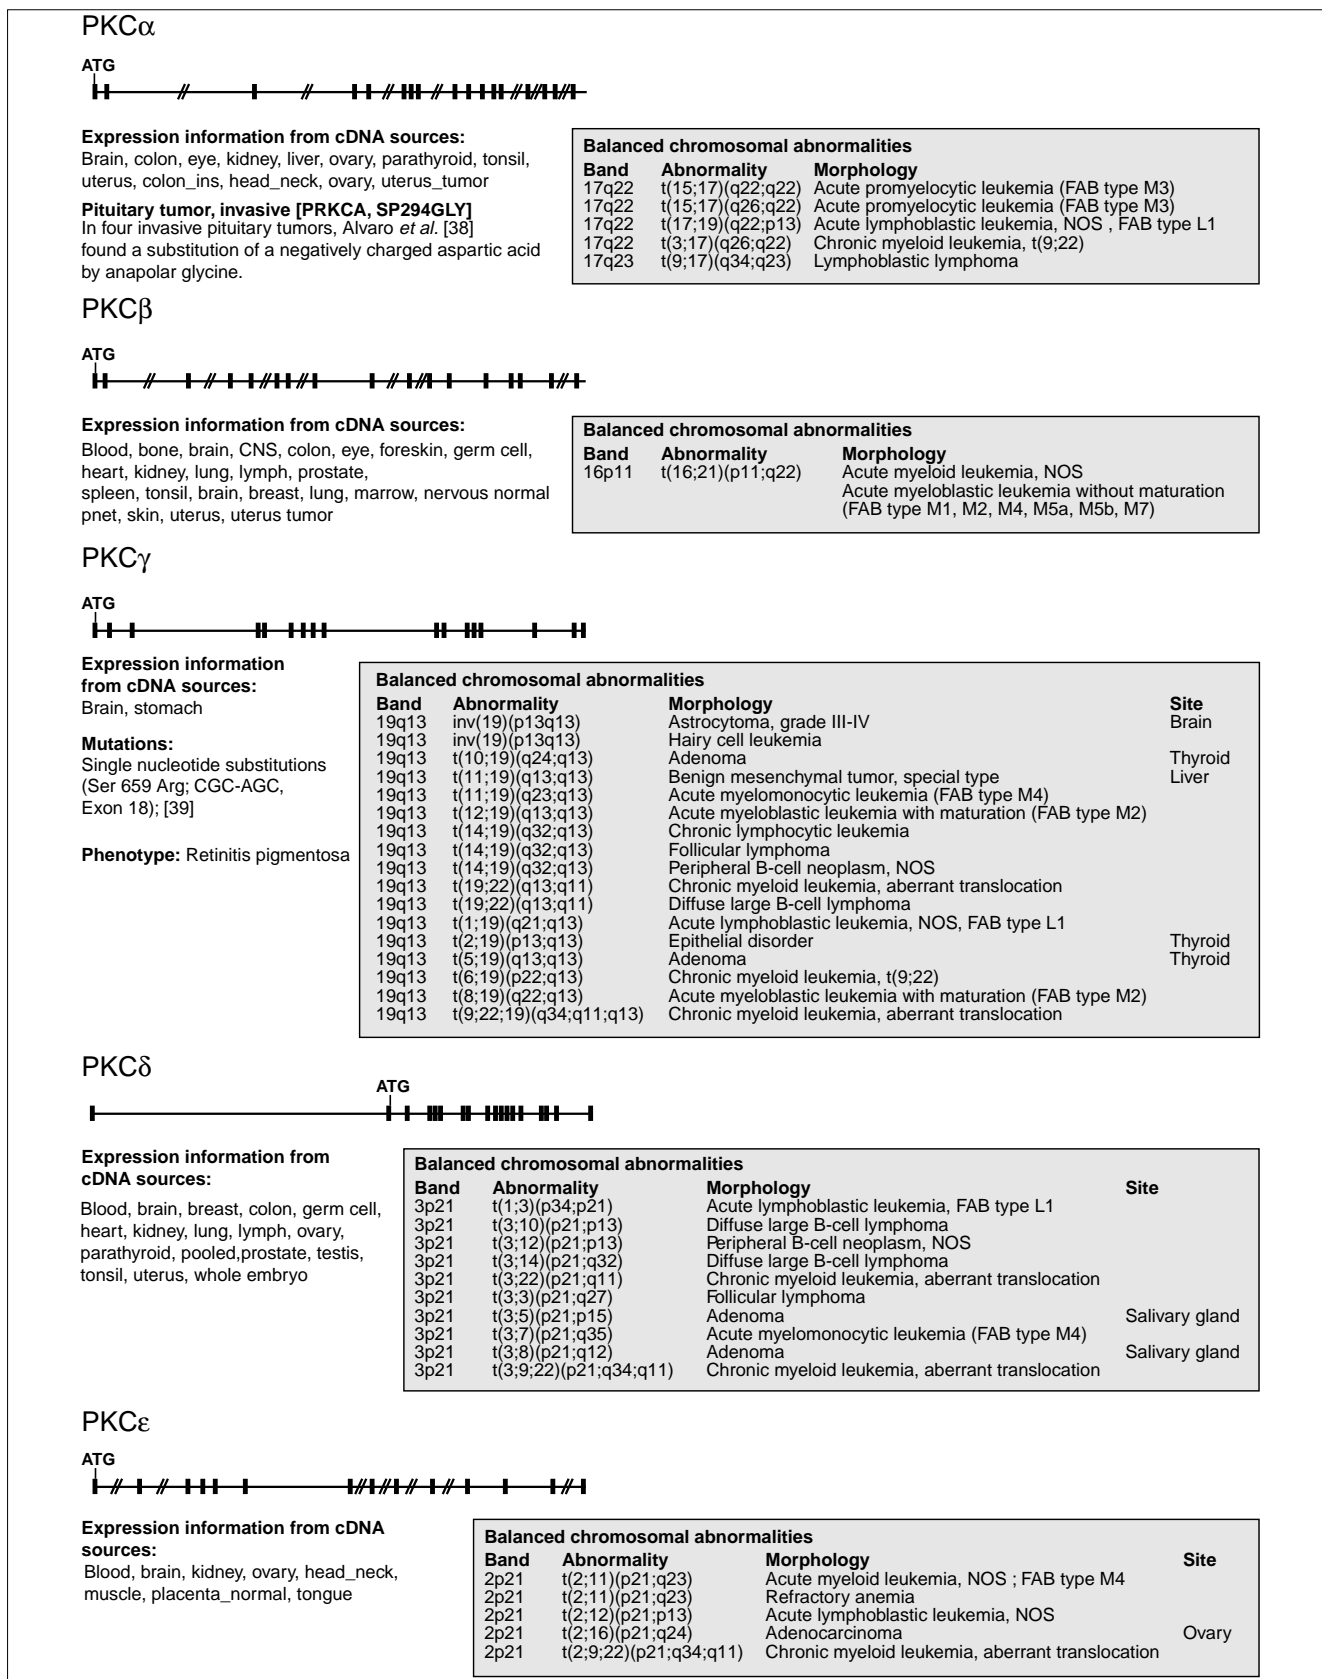 PKCα
ATG
Expression information from cDNA sources:
Brain, colon, eye, kidney, liver, ovary, parathyroid, tonsil,
uterus, colon_ins, head_neck, ovary, uterus_tumor
Pituitary tumor, invasive [PRKCA, SP294GLY]
In four invasive pituitary tumors, Alvaro et al. [38]
found a substitution of a negatively charged aspartic acid
by anapolar glycine.
Balanced chromosomal abnormalities
Band Abnormality Morphology
17q22 t(15;17)(q22;q22) Acute promyelocytic leukemia (FAB type M3)
17q22 t(15;17)(q26;q22) Acute promyelocytic leukemia (FAB type M3)
17q22 t(17;19)(q22;p13) Acute lymphoblastic leukemia, NOS , FAB type L1
17q22 t(3;17)(q26;q22) Chronic myeloid leukemia, t(9;22)
17q23 t(9;17)(q34;q23) Lymphoblastic lymphoma
PKCβ
ATG
Expression information from cDNA sources:
Blood, bone, brain, CNS, colon, eye, foreskin, germ cell,
heart, kidney, lung, lymph, prostate,
spleen, tonsil, brain, breast, lung, marrow, nervous normal
pnet, skin, uterus, uterus tumor
Balanced chromosomal abnormalities
Band Abnormality Morphology
16p11 t(16;21)(p11;q22) Acute myeloid leukemia, NOS
Acute myeloblastic leukemia without maturation
(FAB type M1, M2, M4, M5a, M5b, M7)
PKCγ
ATG
Expression information
from cDNA sources:
Brain, stomach
Mutations:
Single nucleotide substitutions
(Ser 659 Arg; CGC-AGC,
Exon 18); [39]
Phenotype: Retinitis pigmentosa
Balanced chromosomal abnormalities
Band Abnormality Morphology Site
19q13 inv(19)(p13q13) Astrocytoma, grade III-IV Brain
19q13 inv(19)(p13q13) Hairy cell leukemia
19q13 t(10;19)(q24;q13) Adenoma Thyroid
19q13 t(11;19)(q13;q13) Benign mesenchymal tumor, special type Liver
19q13 t(11;19)(q23;q13) Acute myelomonocytic leukemia (FAB type M4)
19q13 t(12;19)(q13;q13) Acute myeloblastic leukemia with maturation (FAB type M2)
19q13 t(14;19)(q32;q13) Chronic lymphocytic leukemia
19q13 t(14;19)(q32;q13) Follicular lymphoma
19q13 t(14;19)(q32;q13) Peripheral B-cell neoplasm, NOS
19q13 t(19;22)(q13;q11) Chronic myeloid leukemia, aberrant translocation
19q13 t(19;22)(q13;q11) Diffuse large B-cell lymphoma
19q13 t(1;19)(q21;q13) Acute lymphoblastic leukemia, NOS, FAB type L1
19q13 t(2;19)(p13;q13) Epithelial disorder Thyroid
19q13 t(5;19)(q13;q13) Adenoma Thyroid
19q13 t(6;19)(p22;q13) Chronic myeloid leukemia, t(9;22)
19q13 t(8;19)(q22;q13) Acute myeloblastic leukemia with maturation (FAB type M2)
19q13 t(9;22;19)(q34;q11;q13) Chronic myeloid leukemia, aberrant translocation
PKCδ
ATG
Expression information from
cDNA sources:
Blood, brain, breast, colon, germ cell,
heart, kidney, lung, lymph, ovary,
parathyroid, pooled,prostate, testis,
tonsil, uterus, whole embryo
Balanced chromosomal abnormalities
Band Abnormality Morphology Site
3p21 t(1;3)(p34;p21) Acute lymphoblastic leukemia, FAB type L1
3p21 t(3;10)(p21;p13) Diffuse large B-cell lymphoma
3p21 t(3;12)(p21;p13) Peripheral B-cell neoplasm, NOS
3p21 t(3;14)(p21;q32) Diffuse large B-cell lymphoma
3p21 t(3;22)(p21;q11) Chronic myeloid leukemia, aberrant translocation
3p21 t(3;3)(p21;q27) Follicular lymphoma
3p21 t(3;5)(p21;p15) Adenoma Salivary gland
3p21 t(3;7)(p21;q35) Acute myelomonocytic leukemia (FAB type M4)
3p21 t(3;8)(p21;q12) Adenoma Salivary gland
3p21 t(3;9;22)(p21;q34;q11) Chronic myeloid leukemia, aberrant translocation
PKCε
ATG
Expression information from cDNA
sources:
Blood, brain, kidney, ovary, head_neck,
muscle, placenta_normal, tongue
Balanced chromosomal abnormalities
Band Abnormality Morphology Site
2p21 t(2;11)(p21;q23) Acute myeloid leukemia, NOS ; FAB type M4
2p21 t(2;11)(p21;q23) Refractory anemia
2p21 t(2;12)(p21;p13) Acute lymphoblastic leukemia, NOS
2p21 t(2;16)(p21;q24) Adenocarcinoma Ovary
2p21 t(2;9;22)(p21;q34;q11) Chronic myeloid leukemia, aberrant translocation